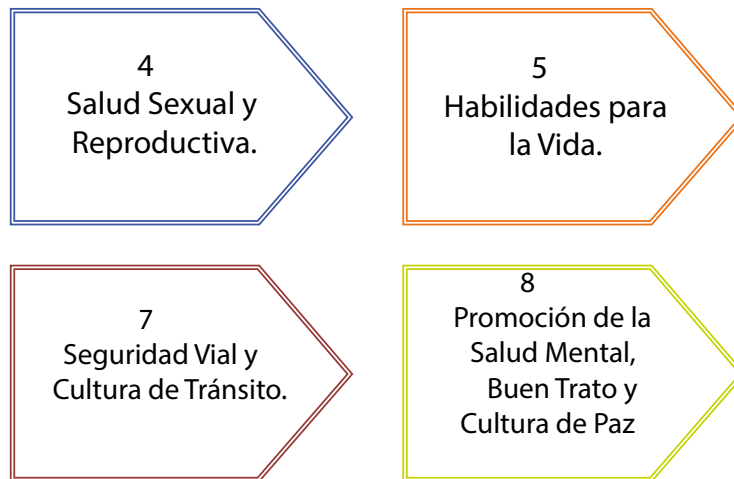 4
Salud Sexual y
Reproductiva.
5
Habilidades para
la Vida.
7
Seguridad Vial y
Cultura de Tránsito.
8
Promoción de la
Salud Mental,
Buen Trato y
Cultura de Paz